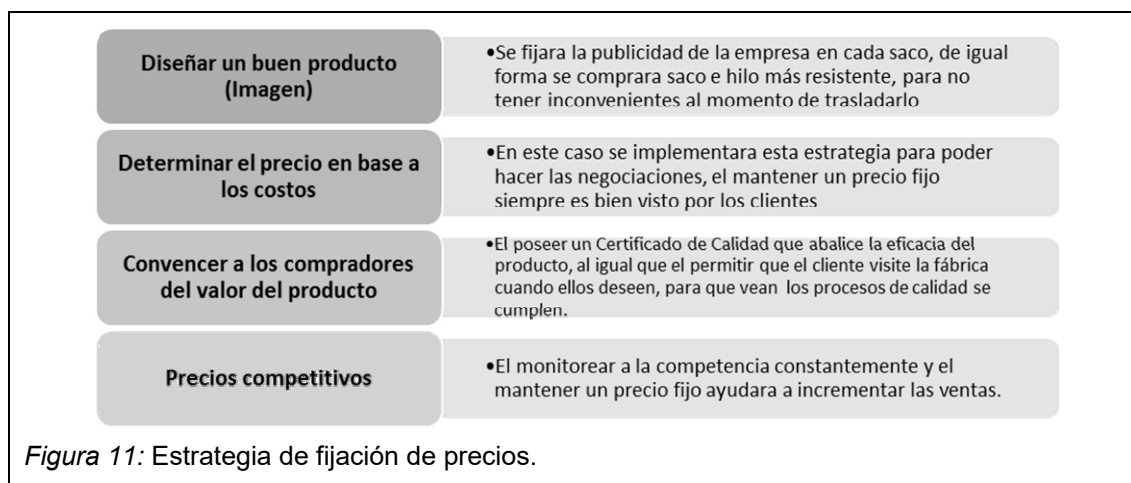 Diseñar un buen producto
(Imagen)
•Se fijara la publicidad de la empresa en cada saco, de igual
forma se comprara saco e hilo más resistente, para no
tener inconvenientes al momento de trasladarlo
Determinar el precio en base a
los costos
•En este caso se implementara esta estrategia para poder
hacer las negociaciones, el mantener un precio fijo
siempre es bien visto por los clientes
Convencer a los compradores
del valor del producto
•El poseer un Certificado de Calidad que abalice la eficacia del
producto, al igual que el permitir que el cliente visite la fábrica
cuando ellos deseen, para que vean los procesos de calidad se
cumplen.
Precios competitivos
•El monitorear a la competencia constantemente y el
mantener un precio fijo ayudara a incrementar las ventas.
Figura 11: Estrategia de fijación de precios.